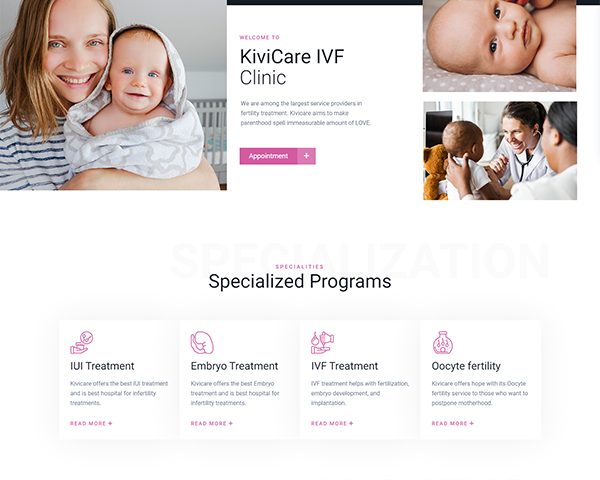 WELCOME TO
KiviCare IVF
Clinic
We are among the largest service providers in
fertility treatment. Kivicare aims to make
parenthood spell immeasurable amount of LOVE.
Appointment +
SPECIALIZATION
SPECIALITIES
Specialized Programs
IUI Treatment
Kivicare offers the best IUI treatment
and is best hospital for infertility
treatments.
READ MORE +
Embryo Treatment
Kivicare offers the best Embryo
treatment and is best hospital for
infertility treatments.
READ MORE +
IVF Treatment
IVF treatment helps with fertilization,
embryo development, and
implantation.
READ MORE +
Oocyte fertility
Kivicare offers hope with its Oocyte
fertility service to those who want to
postpone motherhood.
READ MORE +